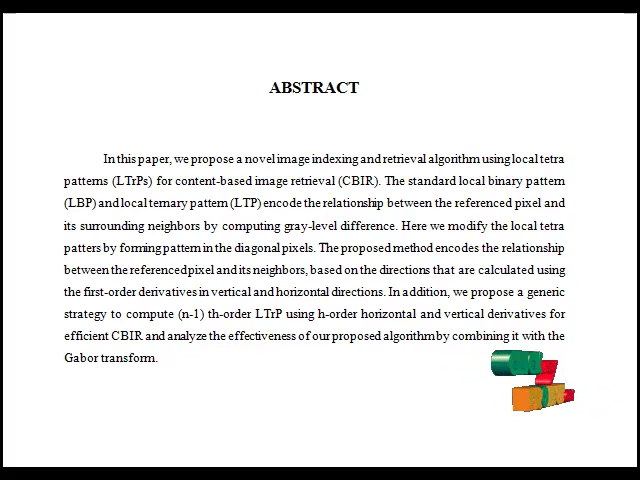 ABSTRACT
In this paper, we propose a novel image indexing and retrieval algorithm using local tetra
patterns (LTrPs) for content-based image retrieval (CBIR). The standard local binary pattern
(LBP) and local ternary pattern (LTP) encode the relationship between the referenced pixel and
its surrounding neighbors by computing gray-level difference. Here we modify the local tetra
patters by forming pattern in the diagonal pixels. The proposed method encodes the relationship
between the referenced pixel and its neighbors, based on the directions that are calculated using
the first-order derivatives in vertical and horizontal directions. In addition, we propose a generic
strategy to compute (n-1) th-order LTrP using h-order horizontal and vertical derivatives for
efficient CBIR and analyze the effectiveness of our proposed algorithm by combining it with the
Gabor transform.